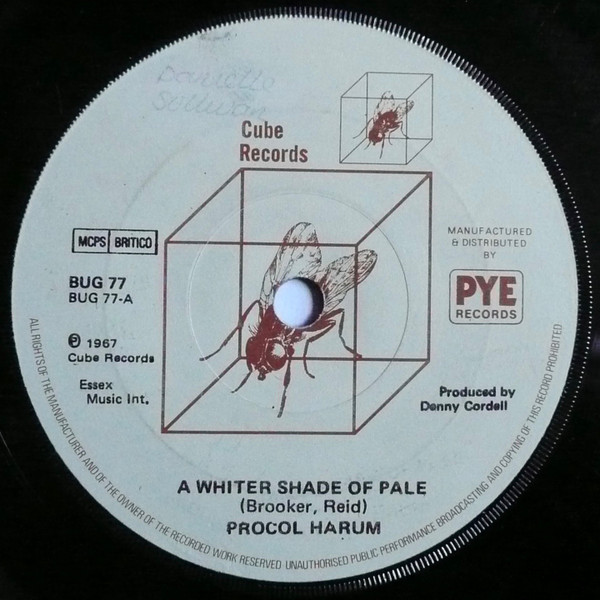 Danielle
Sullivan
Cube
Records
MCPS BRITICO
MANUFACTURED
& DISTRIBUTED
BY
PYE
RECORDS
BUG 77
BUG 77-A
℗ 1967
Cube Records
Essex
Music Int.
Produced by
Denny Cordell
A WHITER SHADE OF PALE
(Brooker, Reid)
PROCOL HARUM
ALL RIGHTS OF THE MANUFACTURER AND OF THE OWNER OF THE RECORDED WORK RESERVED UNAUTHORISED PUBLIC PERFORMANCE BROADCASTING AND COPYING OF THIS RECORD PROHIBITED